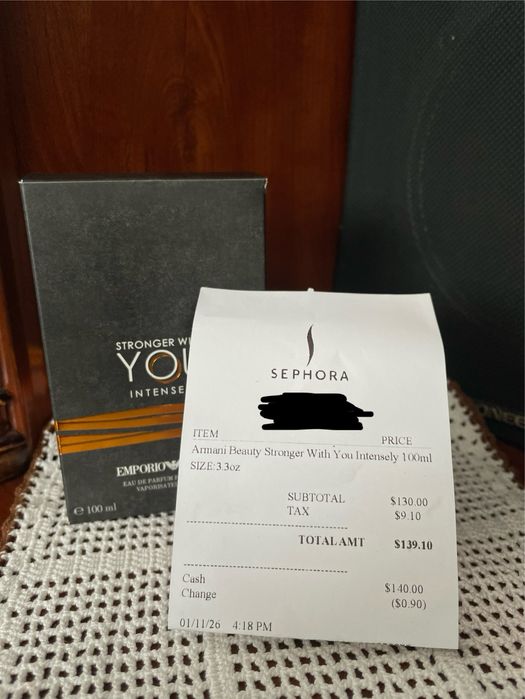 STRONGER WI
YOU
INTENSE
EMPORIO
EAU DE PARFUM
VAPORISATE
e 100 ml
SEPHORA
ITEM PRICE
Armani Beauty Stronger With You Intensely 100ml
SIZE:3.3oz
SUBTOTAL $130.00
TAX $9.10
TOTAL AMT $139.10
Cash $140.00
Change ($0.90)
01/11/26 4:18 PM